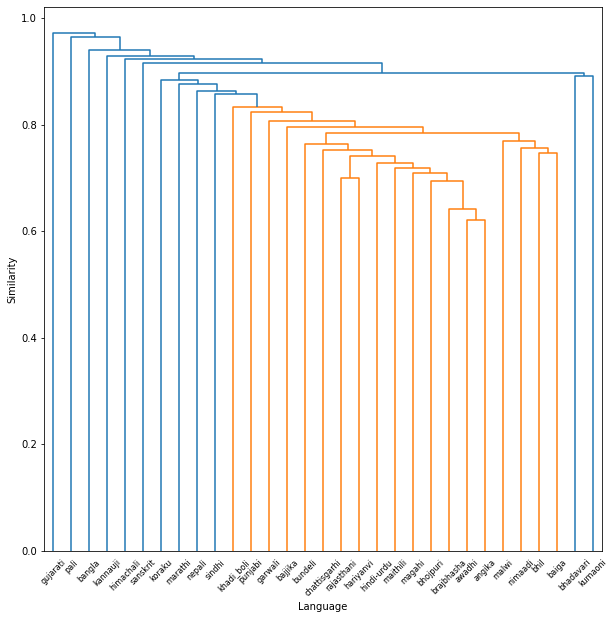 1.0
0.8
0.6
0.4
0.2
0.0
Similarity
gujarati
pali
bangla
kannauji
himachali
sanskrit
koraku
marathi
nepali
sindhi
khadi_boli
punjabi
garwali
bajjika
bundeli
chattisgarhi
rajasthani
hariyanvi
hindi-urdu
maithili
magahi
bhojpuri
brajbhasha
awadhi
angika
malwi
nimaadi
bhil
baiga
bhadavari
kumaoni
Language